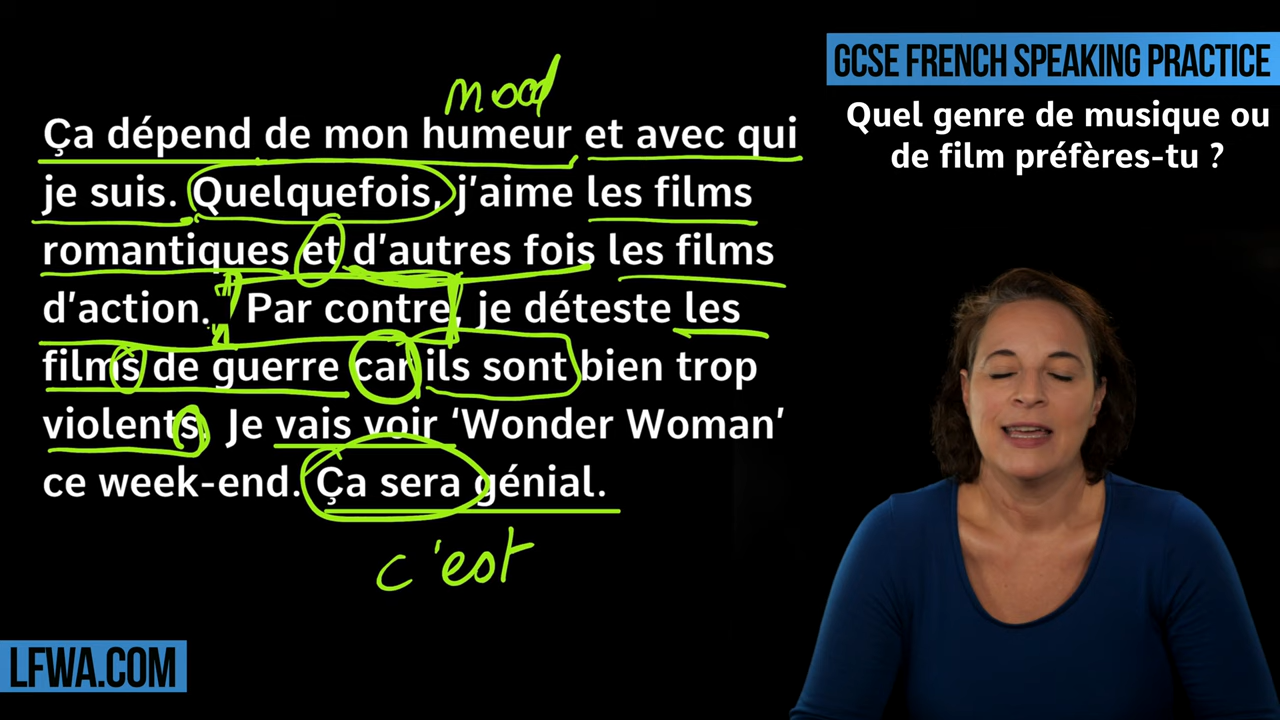 GCSE FRENCH SPEAKING PRACTICE
Quel genre de musique ou
de film préfères-tu ?
mood
Ça dépend de mon humeur et avec qui
je suis. Quelquefois, j'aime les films
romantiques et d'autres fois les films
d'action. Par contre, je déteste les
films de guerre car ils sont bien trop
violents. Je vais voir ‘Wonder Woman’
ce week-end. Ça sera génial.
c'est
LFWA.COM